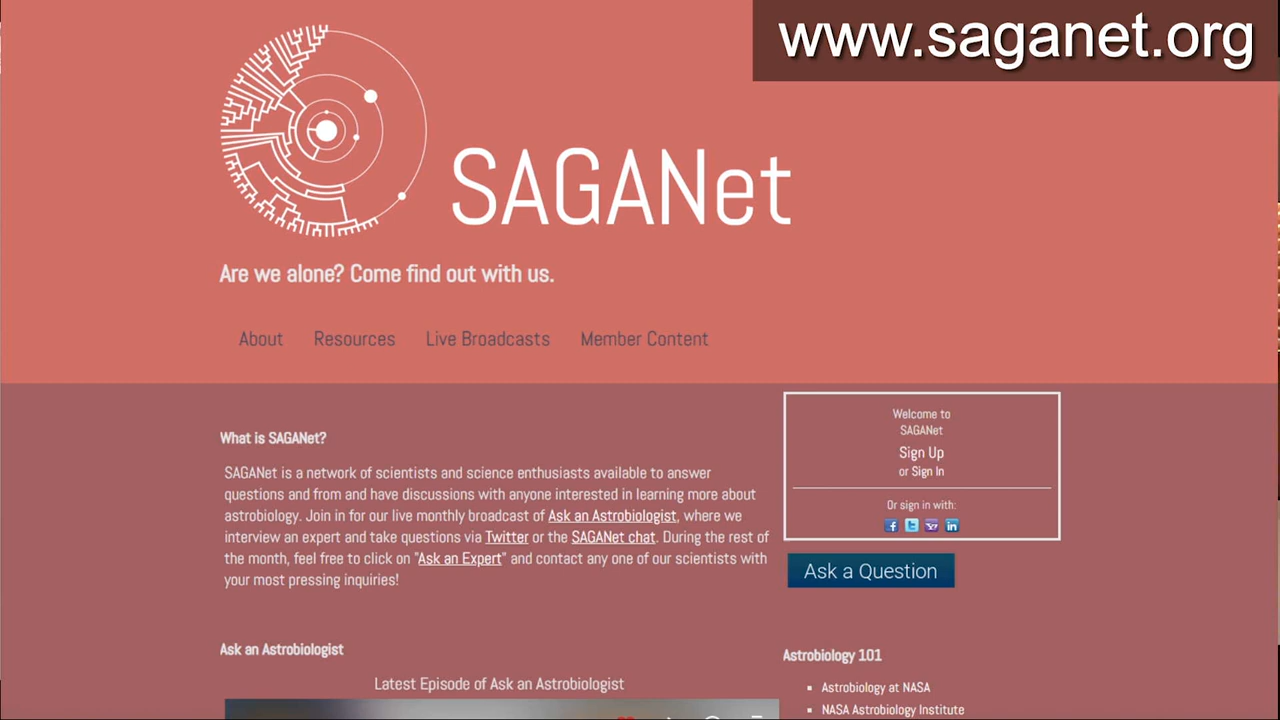 www.saganet.org
SAGANet
Are we alone? Come find out with us.
About Resources Live Broadcasts Member Content
What is SAGANet?
SAGANet is a network of scientists and science enthusiasts available to answer
questions and from and have discussions with anyone interested in learning more about
astrobiology. Join in for our live monthly broadcast of Ask an Astrobiologist, where we
interview an expert and take questions via Twitter or the SAGANet chat. During the rest of
the month, feel free to click on "Ask an Expert" and contact any one of our scientists with
your most pressing inquiries!
Welcome to
SAGANet
Sign Up
or Sign In
Or sign in with:
Ask a Question
Ask an Astrobiologist
Latest Episode of Ask an Astrobiologist
Astrobiology 101
Astrobiology at NASA
NASA Astrobiology Institute